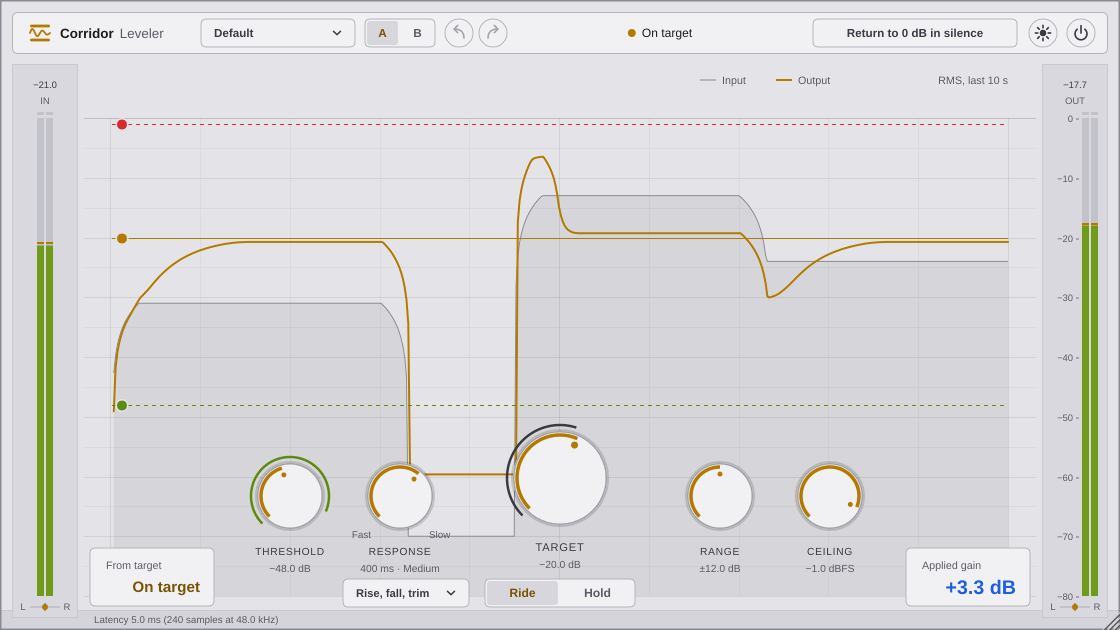 Corridor Leveler
Default
A B
On target
Return to 0 dB in silence
−21.0
IN
Input Output RMS, last 10 s
−17.7
OUT
0
−10
−20
−30
−40
−50
−60
−70
−80
Fast Slow
THRESHOLD
−48.0 dB
RESPONSE
400 ms · Medium
TARGET
−20.0 dB
RANGE
±12.0 dB
CEILING
−1.0 dBFS
From target
On target
Rise, fall, trim
Ride Hold
Applied gain
+3.3 dB
L R
L R
Latency 5.0 ms (240 samples at 48.0 kHz)